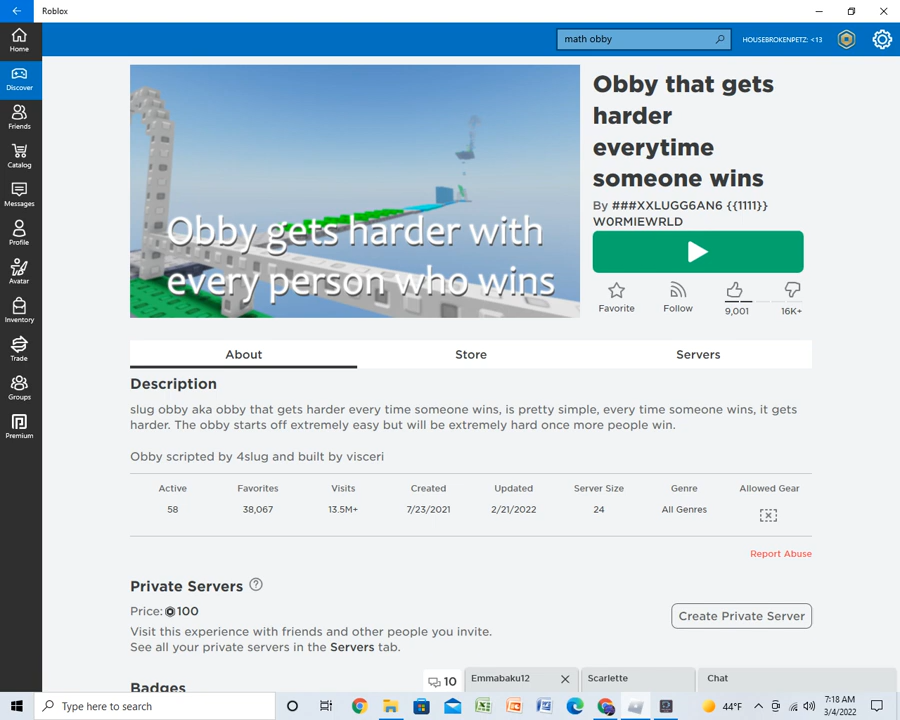 Roblox
Home
Discover
Friends
Catalog
Messages
Profile
Avatar
Inventory
Trade
Groups
Premium
math obby
HOUSEBROKENPETZ: <13
Obby gets harder with
every person who wins
Obby that gets
harder
everytime
someone wins
By ###XXLUGG6AN6 {{1111}}
W0RMIEWRLD
Favorite
Follow
9,001
16K+
About
Store
Servers
Description
slug obby aka obby that gets harder every time someone wins, is pretty simple, every time someone wins, it gets
harder. The obby starts off extremely easy but will be extremely hard once more people win.
Obby scripted by 4slug and built by visceri
Active
Favorites
Visits
Created
Updated
Server Size
Genre
Allowed Gear
58
38,067
13.5M+
7/23/2021
2/21/2022
24
All Genres
Report Abuse
Private Servers
Price: 100
Create Private Server
Visit this experience with friends and other people you invite.
See all your private servers in the Servers tab.
Badges
10
Emmabaku12
Scarlette
Chat
Type here to search
44°F
7:18 AM
3/4/2022